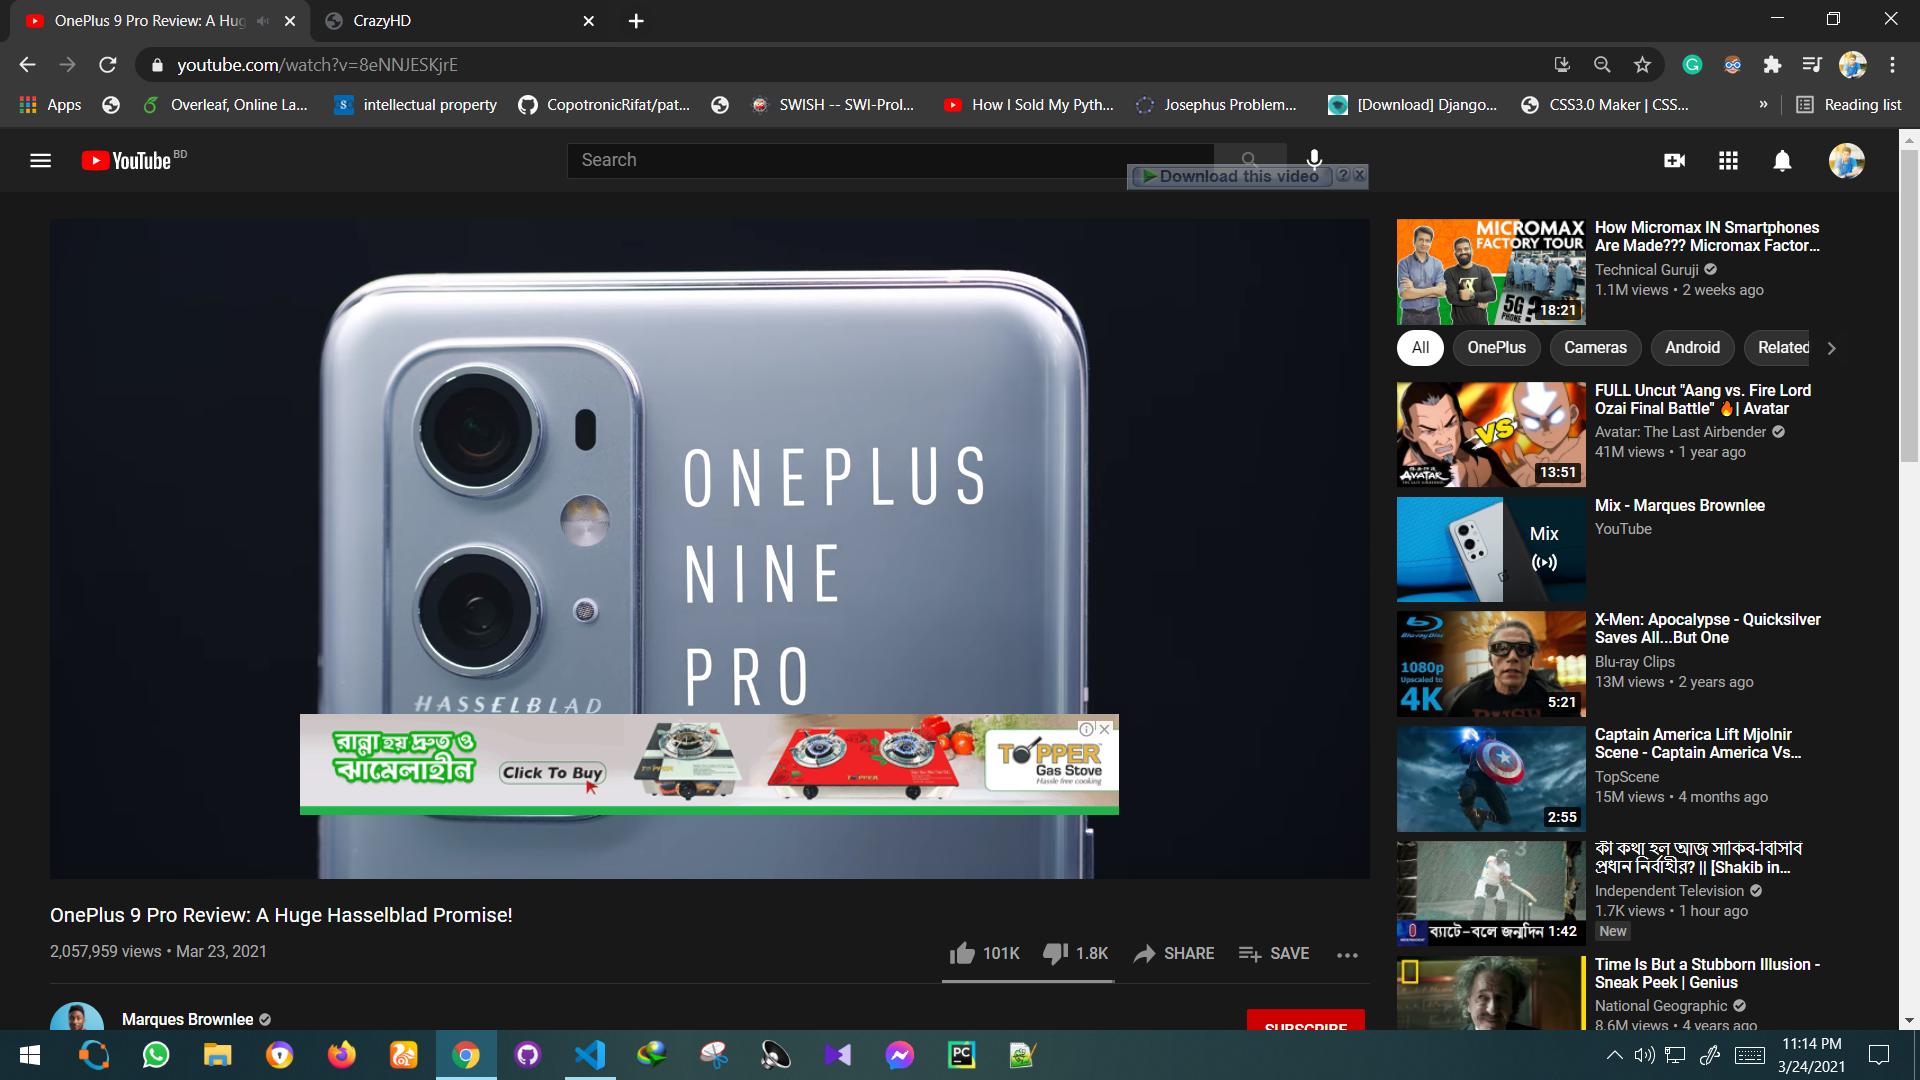 OnePlus 9 Pro Review: A Hug
CrazyHD
youtube.com/watch?v=8eNNJESKjrE
Apps
Overleaf, Online La...
S
intellectual property
CopotronicRifat/pat...
SWISH -- SWI-Prol...
How I Sold My Pyth...
Josephus Problem...
[Download] Django...
CSS3.0 Maker | CSS...
»
Reading list
YouTube BD
Search
Download this video
?
ONEPLUS
NINE
PRO
HASSELBLAD
রান্না হয় দ্রুত ও
ঝামেলাহীন
Click To Buy
TOPPER
TOPPER
TOPPER
Gas Stove
Hassle free cooking
OnePlus 9 Pro Review: A Huge Hasselblad Promise!
2,057,959 views • Mar 23, 2021
101K
1.8K
SHARE
SAVE
Marques Brownlee
SUBSCRIBE
MICROMAX
FACTORY TOUR
5G ?
PHONE
18:21
How Micromax IN Smartphones
Are Made??? Micromax Factor...
Technical Guruji
1.1M views • 2 weeks ago
All
OnePlus
Cameras
Android
Related
VS
AVATAR
13:51
FULL Uncut "Aang vs. Fire Lord
Ozai Final Battle" 🔥| Avatar
Avatar: The Last Airbender
41M views • 1 year ago
Mix
Mix - Marques Brownlee
YouTube
Blu-ray Disc
1080p
Upscaled to
4K
RUSH
5:21
X-Men: Apocalypse - Quicksilver
Saves All...But One
Blu-ray Clips
13M views • 2 years ago
2:55
Captain America Lift Mjolnir
Scene - Captain America Vs...
TopScene
15M views • 4 months ago
3
ব্যাটে-বলে জন্মদিন 1:42
কী কথা হল আজ সাকিব-বিসিবি
প্রধান নির্বাহীর? || [Shakib in...
Independent Television
1.7K views • 1 hour ago
New
Time Is But a Stubborn Illusion -
Sneak Peek | Genius
National Geographic
8.6M views • 4 years ago
PC
11:14 PM
3/24/2021